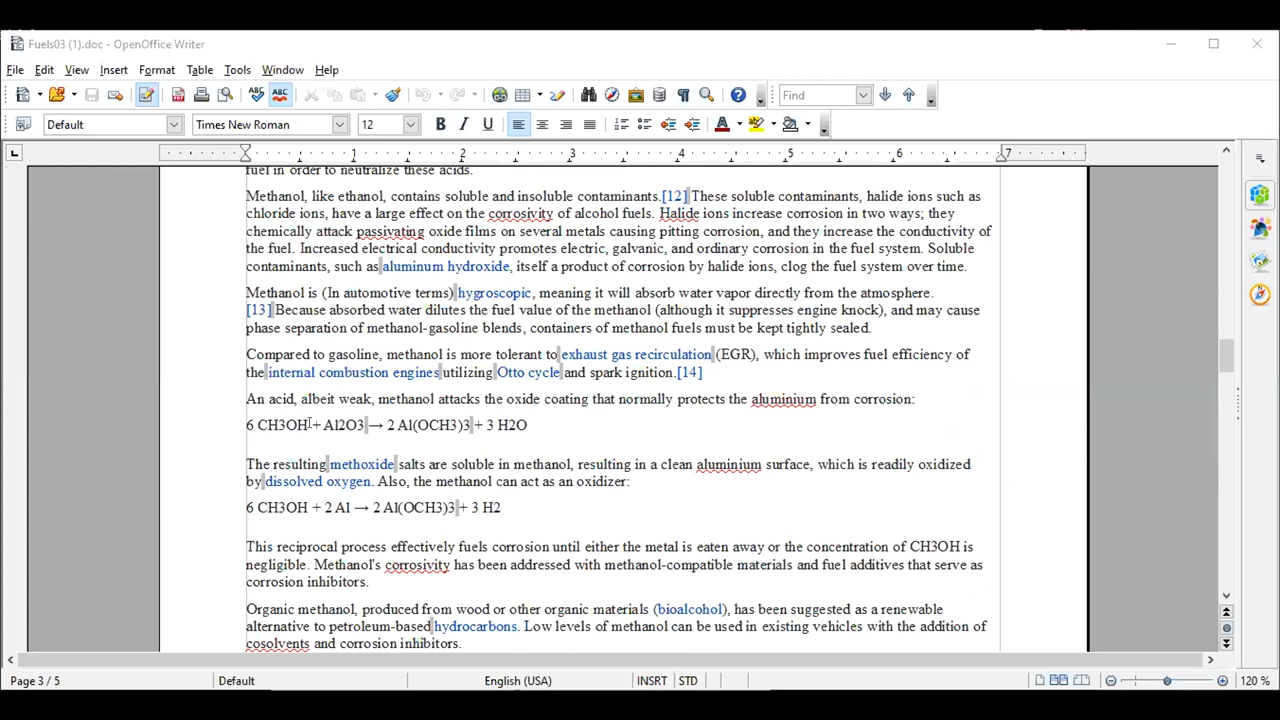 Fuels03 (1).doc - OpenOffice Writer
File Edit View Insert Format Table Tools Window Help
Find
Default Times New Roman 12
1 2 3 4 5 6 7
fuel in order to neutralize these acids.
Methanol, like ethanol, contains soluble and insoluble contaminants.[12] These soluble contaminants, halide ions such as
chloride ions, have a large effect on the corrosivity of alcohol fuels. Halide ions increase corrosion in two ways; they
chemically attack passivating oxide films on several metals causing pitting corrosion, and they increase the conductivity of
the fuel. Increased electrical conductivity promotes electric, galvanic, and ordinary corrosion in the fuel system. Soluble
contaminants, such as aluminum hydroxide, itself a product of corrosion by halide ions, clog the fuel system over time.
Methanol is (In automotive terms) hygroscopic, meaning it will absorb water vapor directly from the atmosphere.
[13] Because absorbed water dilutes the fuel value of the methanol (although it suppresses engine knock), and may cause
phase separation of methanol-gasoline blends, containers of methanol fuels must be kept tightly sealed.
Compared to gasoline, methanol is more tolerant to exhaust gas recirculation (EGR), which improves fuel efficiency of
the internal combustion engines utilizing Otto cycle and spark ignition.[14]
An acid, albeit weak, methanol attacks the oxide coating that normally protects the aluminium from corrosion:
6 CH3OH + Al2O3 → 2 Al(OCH3)3 + 3 H2O
The resulting methoxide salts are soluble in methanol, resulting in a clean aluminium surface, which is readily oxidized
by dissolved oxygen. Also, the methanol can act as an oxidizer:
6 CH3OH + 2 Al → 2 Al(OCH3)3 + 3 H2
This reciprocal process effectively fuels corrosion until either the metal is eaten away or the concentration of CH3OH is
negligible. Methanol's corrosivity has been addressed with methanol-compatible materials and fuel additives that serve as
corrosion inhibitors.
Organic methanol, produced from wood or other organic materials (bioalcohol), has been suggested as a renewable
alternative to petroleum-based hydrocarbons. Low levels of methanol can be used in existing vehicles with the addition of
cosolvents and corrosion inhibitors.
Page 3 / 5 Default English (USA) INSRT STD 120 %